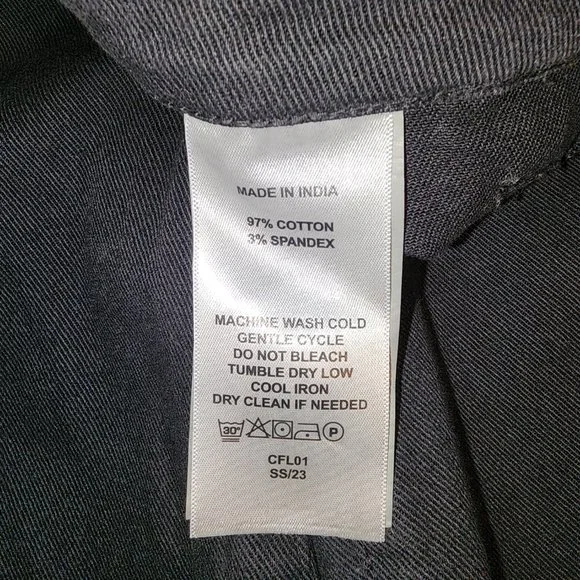 MADE IN INDIA
97% COTTON
3% SPANDEX
MACHINE WASH COLD
GENTLE CYCLE
DO NOT BLEACH
TUMBLE DRY LOW
COOL IRON
DRY CLEAN IF NEEDED
30° P
CFL01
SS/23